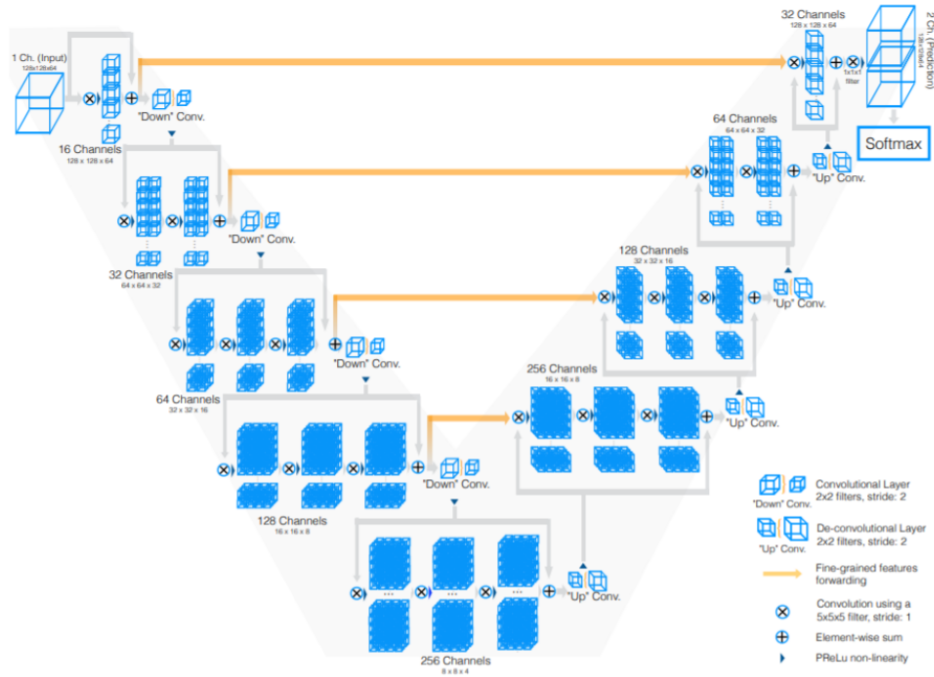 1 Ch. (Input)
128x128x64
"Down" Conv.
16 Channels
128 x 128 x 64
"Down" Conv.
32 Channels
64 x 64 x 32
"Down" Conv.
64 Channels
32 x 32 x 16
"Down" Conv.
128 Channels
16 x 16 x 8
256 Channels
8 x 8 x 4
"Up" Conv.
256 Channels
16 x 16 x 8
"Up" Conv.
128 Channels
32 x 32 x 16
"Up" Conv.
64 Channels
64 x 64 x 32
"Up" Conv.
32 Channels
128 x 128 x 64
1x1x1
filter
2 Ch. (Prediction)
128x128x64
Softmax
"Down" Conv.
Convolutional Layer
2x2 filters, stride: 2
"Up" Conv.
De-convolutional Layer
2x2 filters, stride: 2
Fine-grained features
forwarding
Convolution using a
5x5x5 filter, stride: 1
Element-wise sum
PReLu non-linearity